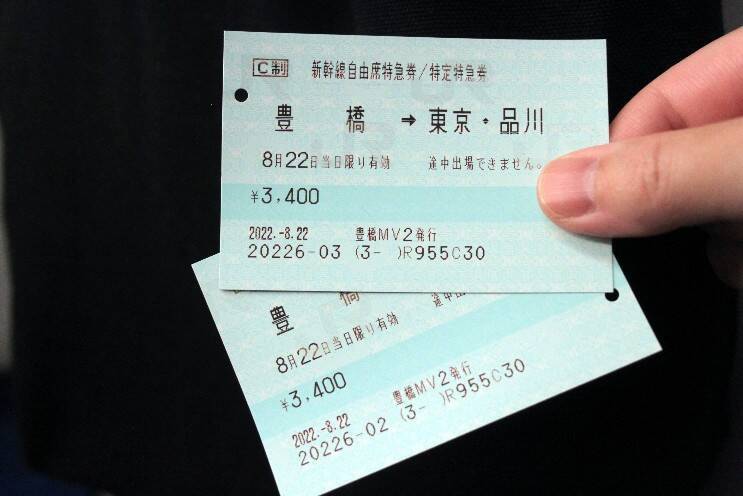 C制 新幹線自由席特急券/特定特急券
豊 橋 → 東京・品川
8月22日当日限り有効 途中出場できません。
¥3,400
2022.-8.22 豊橋MV2発行
20226-03 (3- )R955C30
豊 橋
8月22日当日限り有効 途中出
¥3,400
2022.-8.22 豊橋MV2発行
20226-02 (3- )R955C30